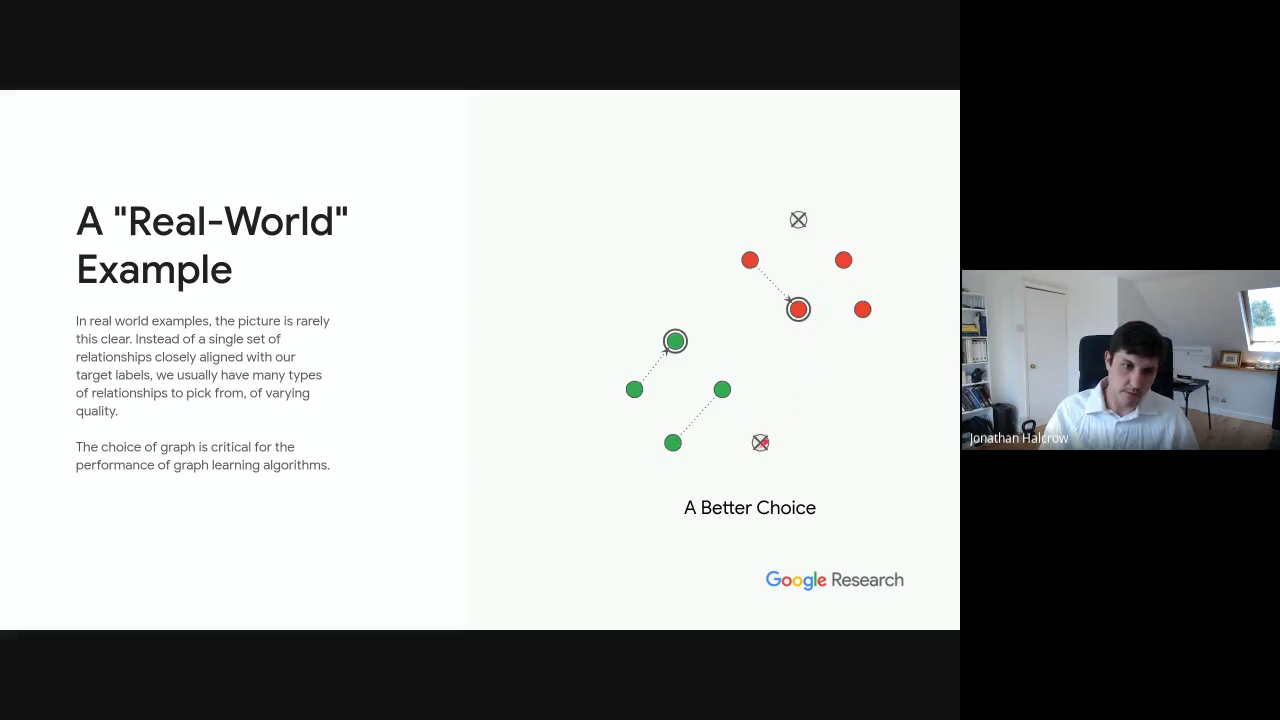 A "Real-World"
Example
In real world examples, the picture is rarely
this clear. Instead of a single set of
relationships closely aligned with our
target labels, we usually have many types
of relationships to pick from, of varying
quality.
The choice of graph is critical for the
performance of graph learning algorithms.
A Better Choice
Google Research
Jonathan Halcrow